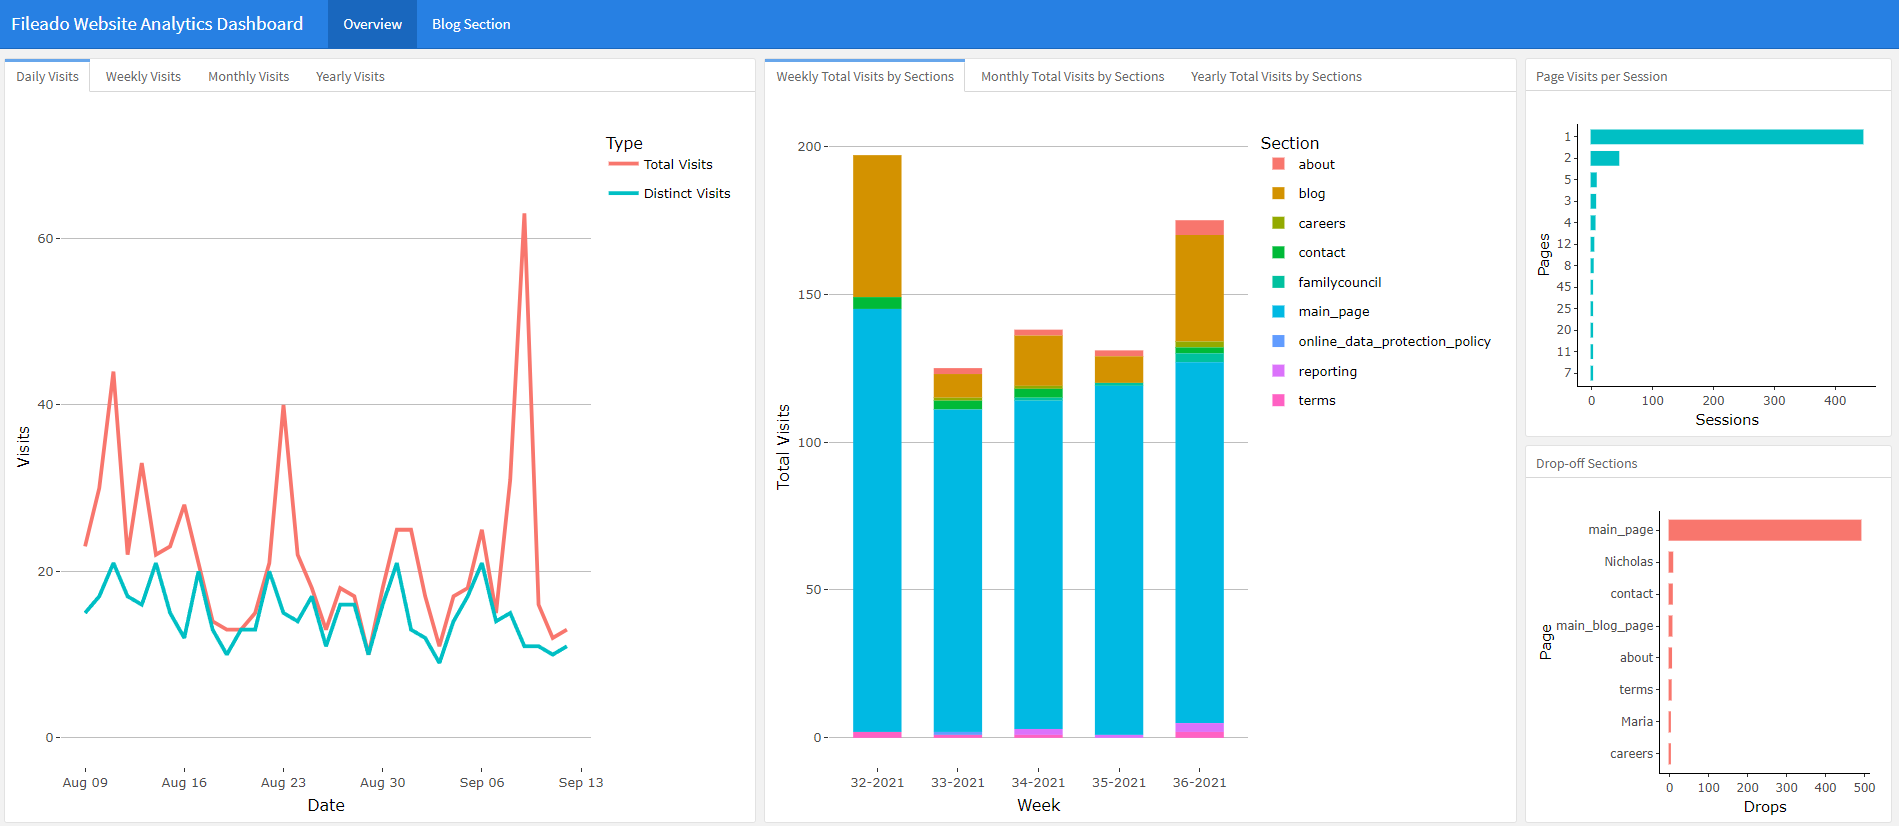 Fileado Website Analytics Dashboard Overview Blog Section
Daily Visits Weekly Visits Monthly Visits Yearly Visits
Type
Total Visits
Distinct Visits
Visits
60
40
20
0
Aug 09 Aug 16 Aug 23 Aug 30 Sep 06 Sep 13
Date
Weekly Total Visits by Sections Monthly Total Visits by Sections Yearly Total Visits by Sections
Section
about
blog
careers
contact
familycouncil
main_page
online_data_protection_policy
reporting
terms
Total Visits
200
150
100
50
0
32-2021 33-2021 34-2021 35-2021 36-2021
Week
Page Visits per Session
Pages
1
2
5
3
4
12
8
45
25
20
11
7
0 100 200 300 400
Sessions
Drop-off Sections
Page
main_page
Nicholas
contact
main_blog_page
about
terms
Maria
careers
0 100 200 300 400 500
Drops